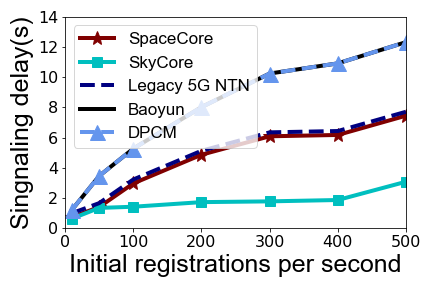 Singnaling delay(s)
14
12
10
8
6
4
2
0
SpaceCore
SkyCore
Legacy 5G NTN
Baoyun
DPCM
0 100 200 300 400 500
Initial registrations per second